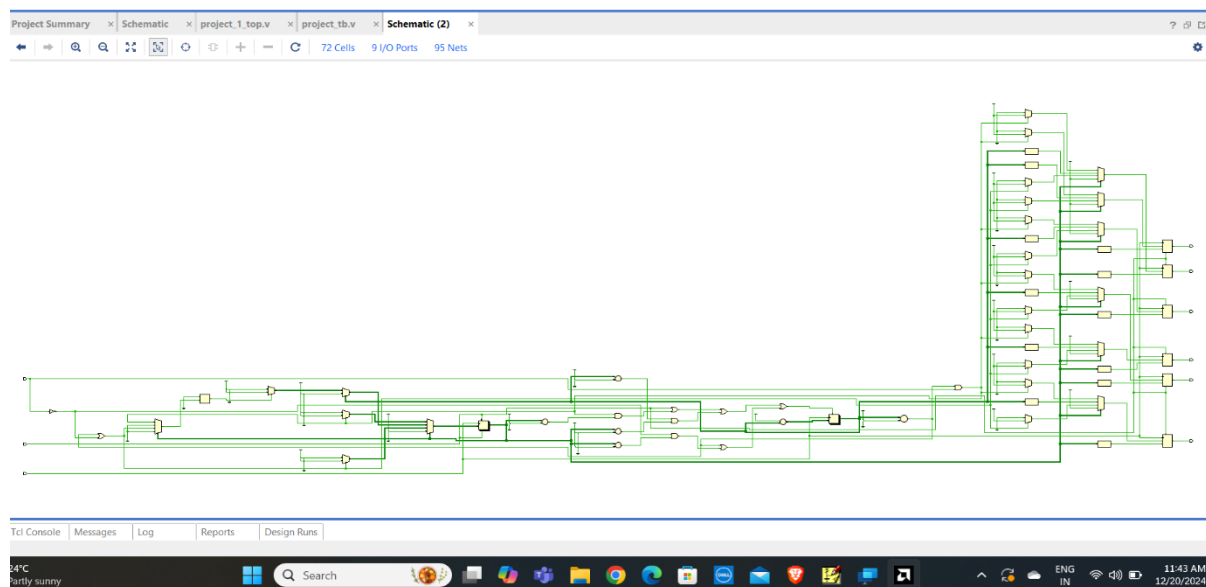 Project Summary × Schematic × project_1_top.v × project_tb.v × Schematic (2) ×
72 Cells 9 I/O Ports 95 Nets
Tcl Console Messages Log Reports Design Runs
24°C
Partly sunny
Search
ENG
IN
11:43 AM
12/20/2024